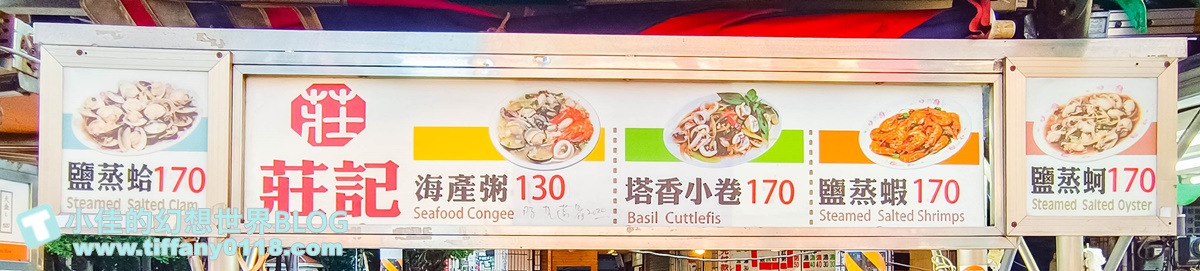 鹽蒸蛤170
Steamed Salted Clam
莊
莊記
海產粥130
Seafood Congee
塔香小卷170
Basil Cuttlefis
鹽蒸蝦170
Steamed Salted Shrimps
鹽蒸蚵170
Steamed Salted Oyster
小佳的幻想世界BLOG
www.tiffany0118.com